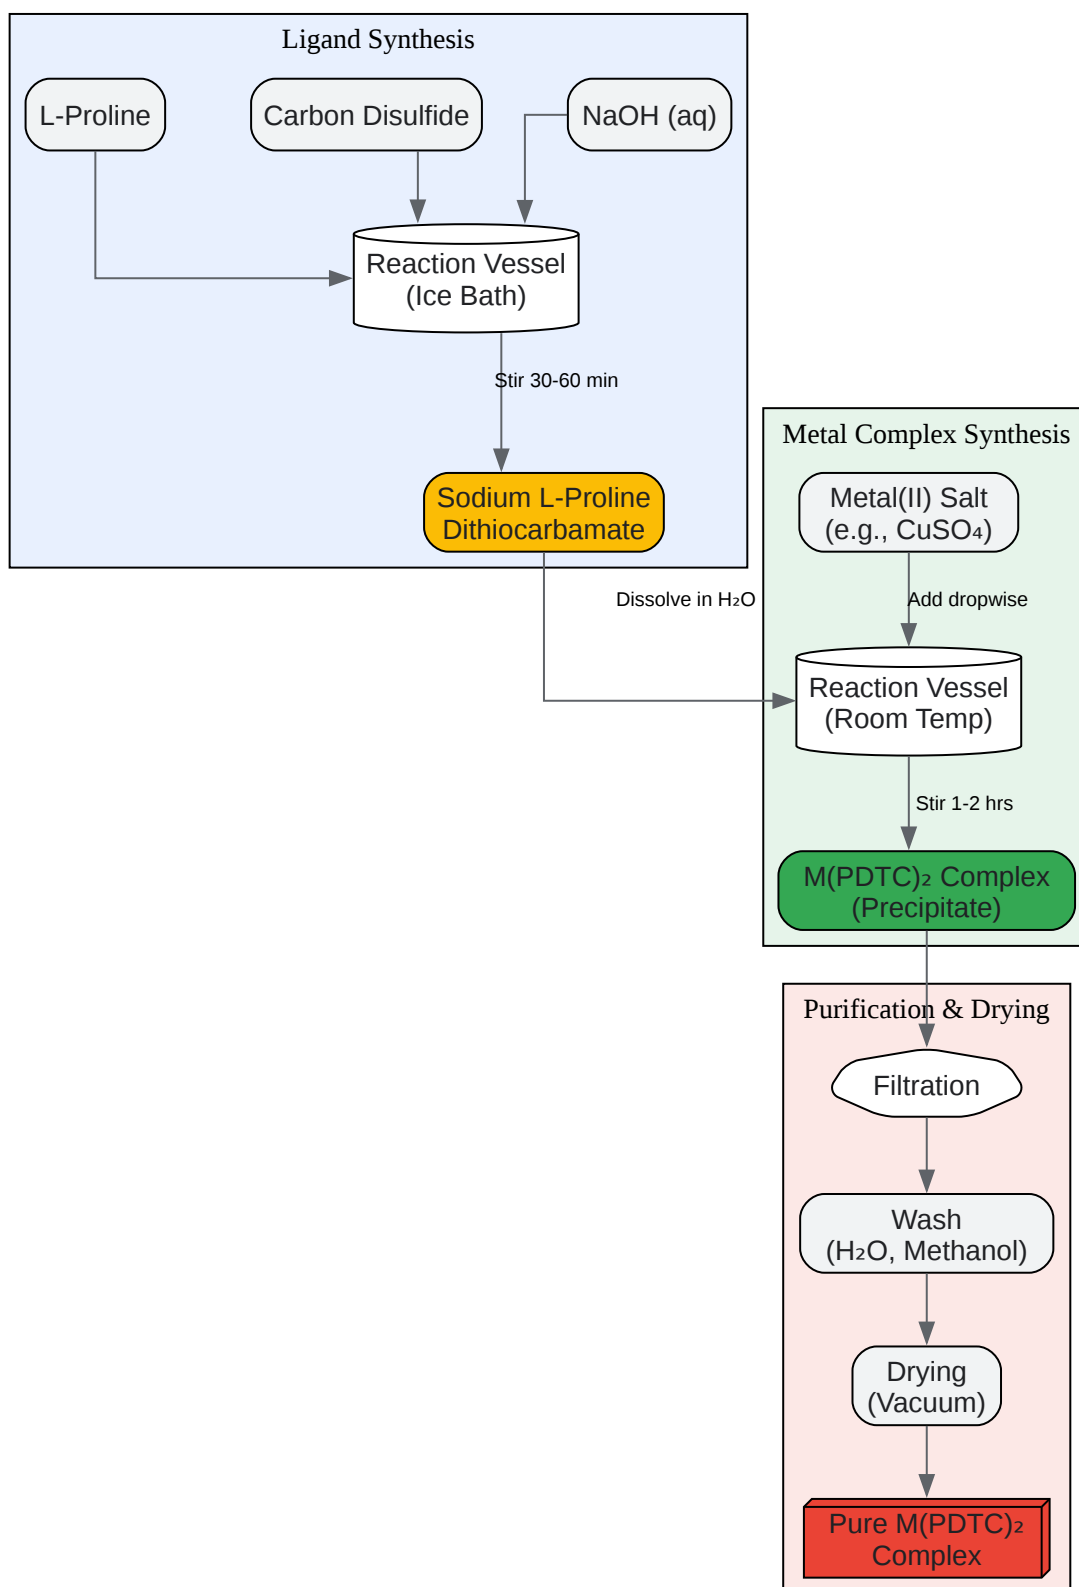 Ligand Synthesis
L-Proline
Carbon Disulfide
NaOH (aq)
Reaction Vessel
(Ice Bath)
Stir 30-60 min
Sodium L-Proline
Dithiocarbamate
Dissolve in H₂O
Metal Complex Synthesis
Metal(II) Salt
(e.g., CuSO₄)
Add dropwise
Reaction Vessel
(Room Temp)
Stir 1-2 hrs
M(PDTC)₂ Complex
(Precipitate)
Purification & Drying
Filtration
Wash
(H₂O, Methanol)
Drying
(Vacuum)
Pure M(PDTC)₂
Complex